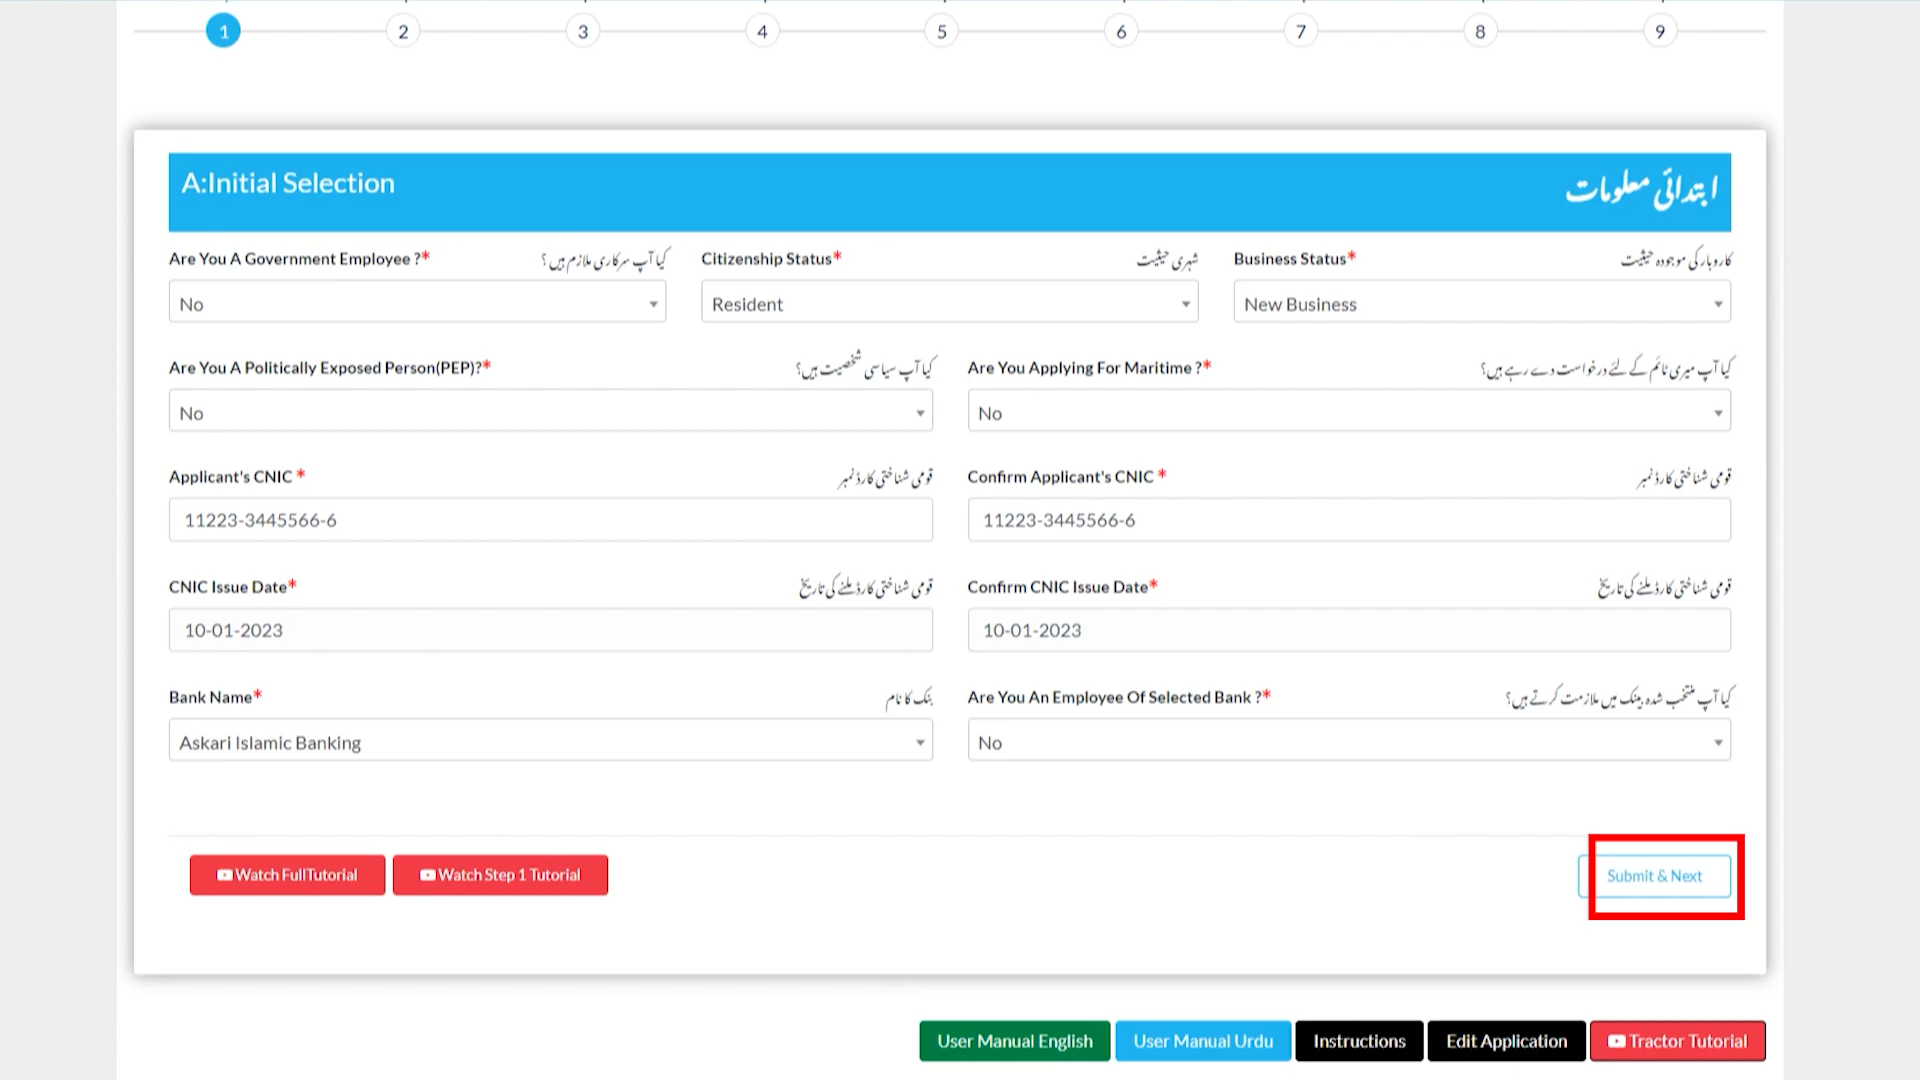 1 2 3 4 5 6 7 8 9
A:Initial Selection ابتدائی معلومات
Are You A Government Employee ?* کیا آپ سرکاری ملازم ہیں ؟ Citizenship Status* شہری حیثیت Business Status* کاروبار کی موجودہ حیثیت
No Resident New Business
Are You A Politically Exposed Person(PEP)?* کیا آپ سیاسی شخصیت ہیں؟ Are You Applying For Maritime ?* کیا آپ میری ٹائم کے لئے درخواست دے رہے ہیں؟
No No
Applicant's CNIC * قومی شناختی کارڈ نمبر Confirm Applicant's CNIC * قومی شناختی کارڈ نمبر
11223-3445566-6 11223-3445566-6
CNIC Issue Date* قومی شناختی کارڈ ملنے کی تاریخ Confirm CNIC Issue Date* قومی شناختی کارڈ ملنے کی تاریخ
10-01-2023 10-01-2023
Bank Name* بنک کا نام Are You An Employee Of Selected Bank ?* کیا آپ منتخب شدہ بینک میں ملازمت کرتے ہیں؟
Askari Islamic Banking No
Watch FullTutorial Watch Step 1 Tutorial Submit & Next
User Manual English User Manual Urdu Instructions Edit Application Tractor Tutorial